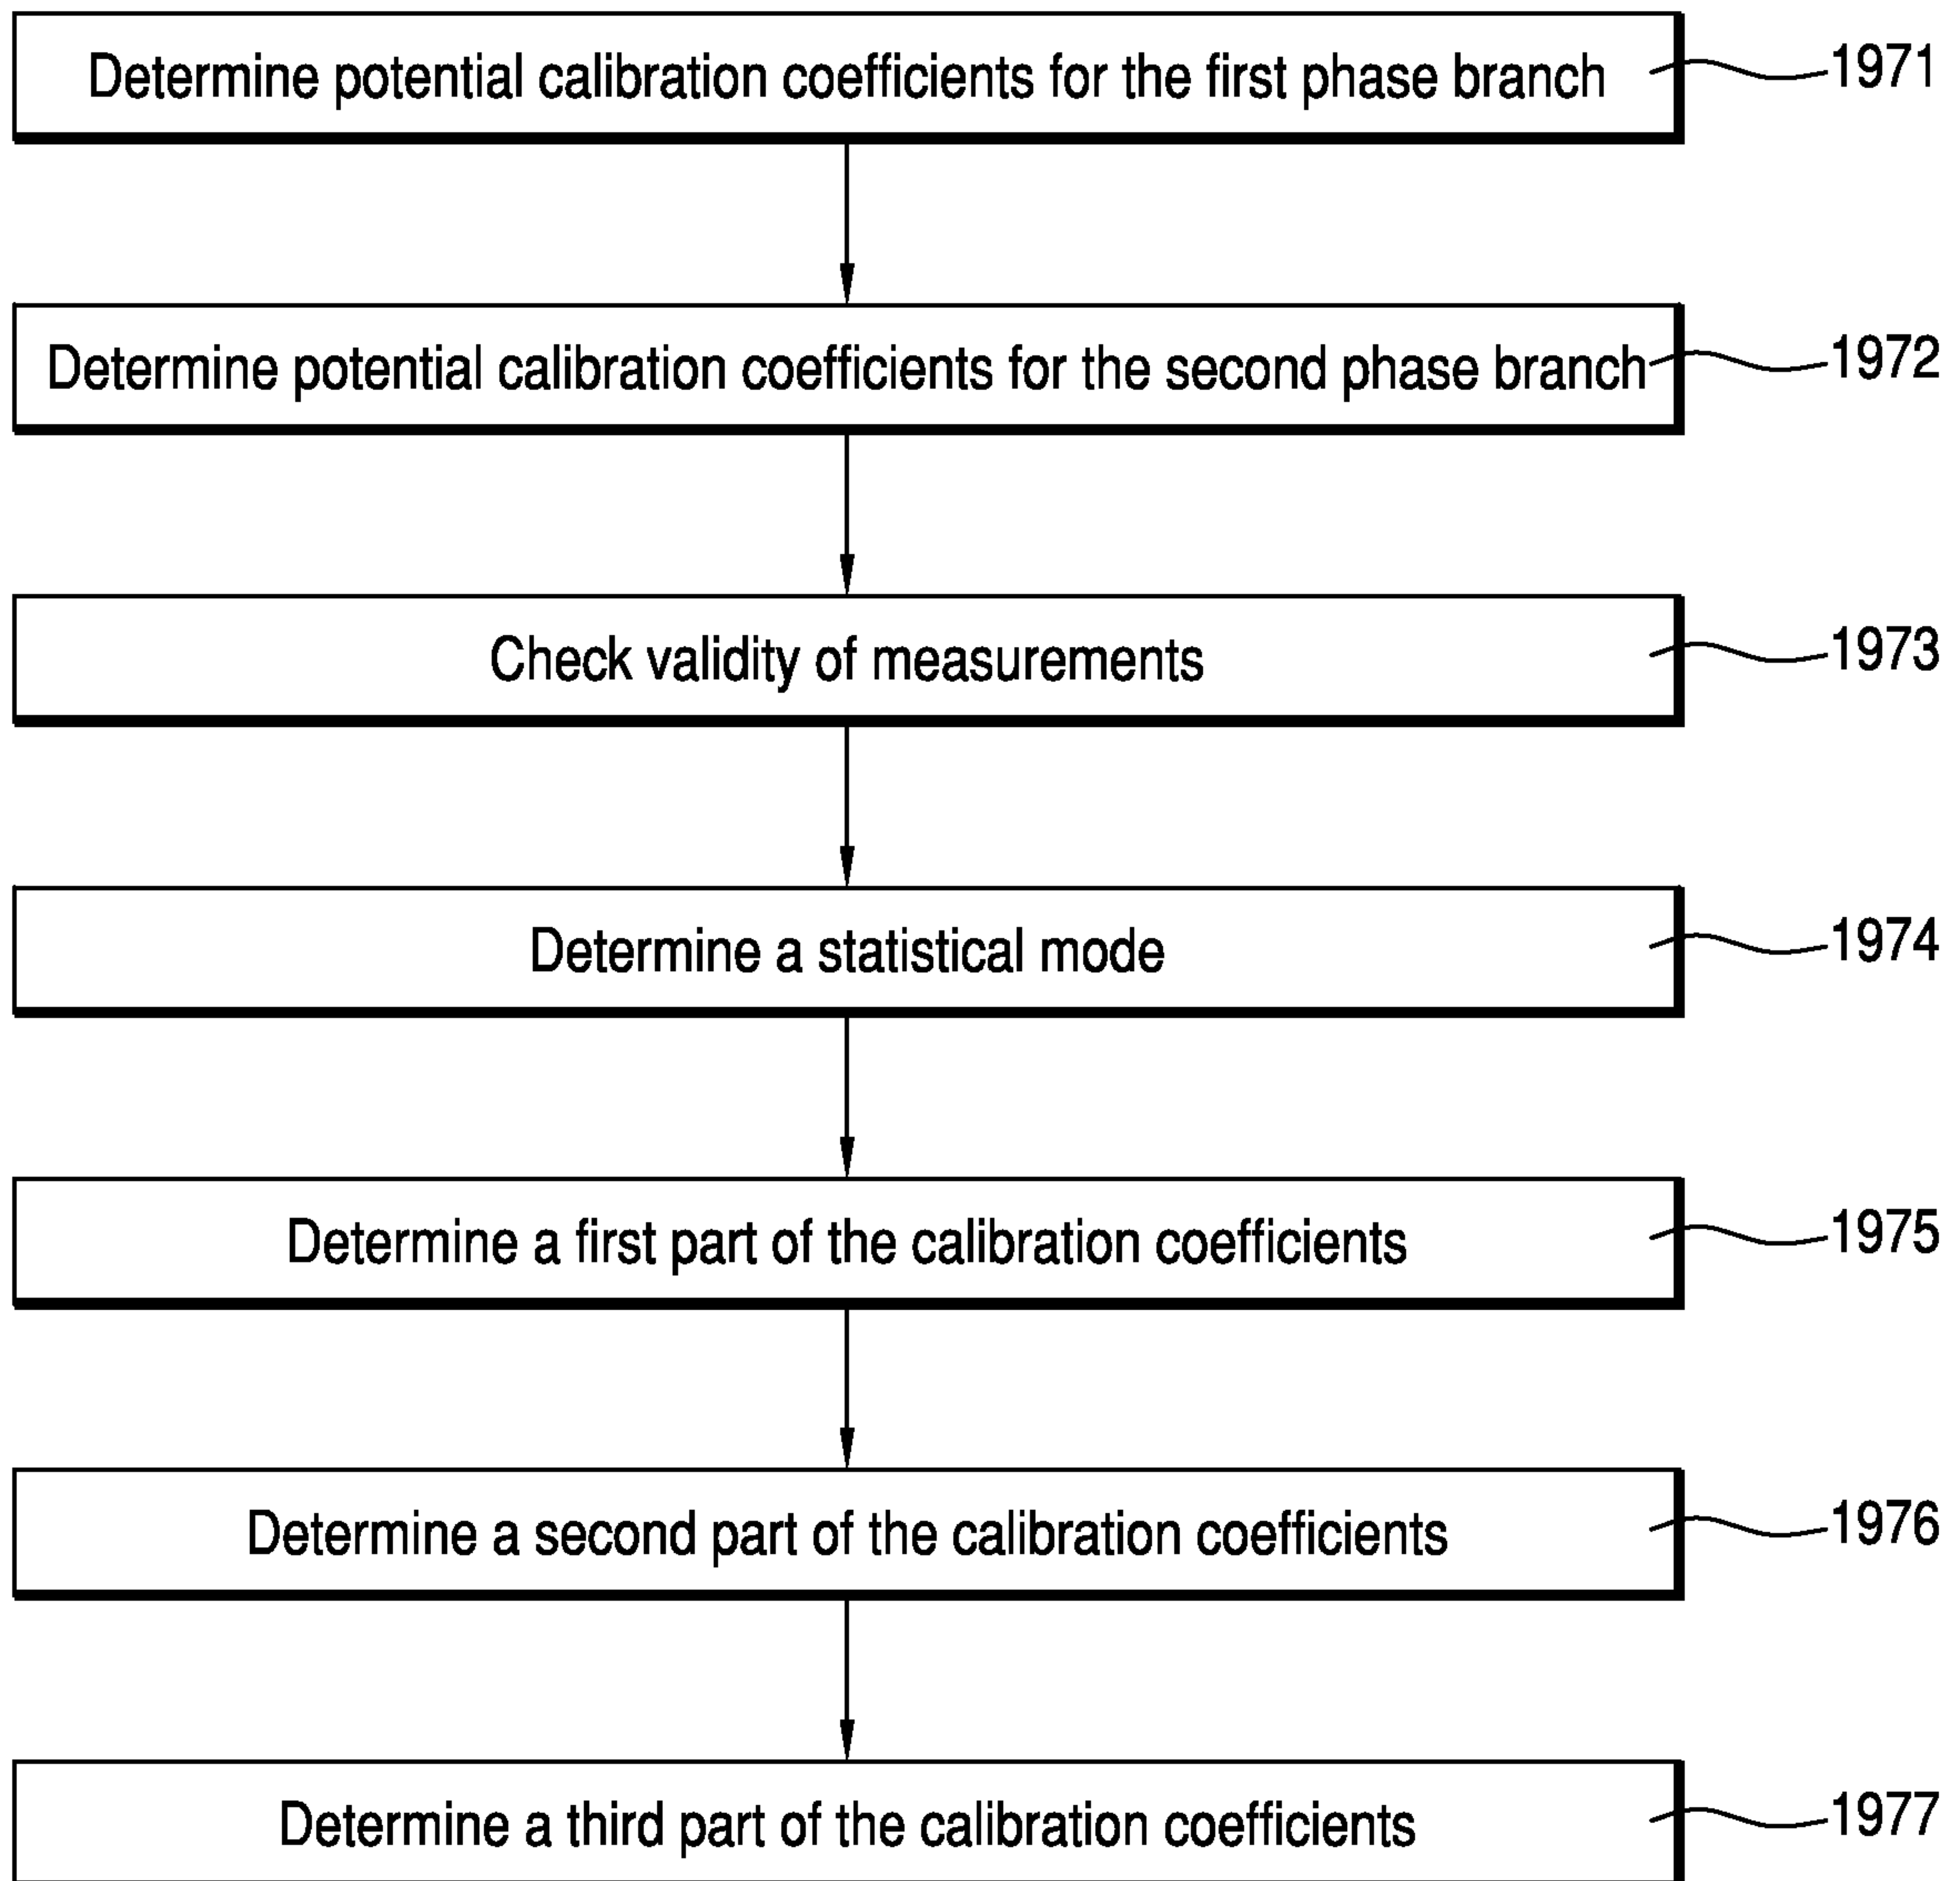 Determine potential calibration coefficients for the first phase branch 1971
Determine potential calibration coefficients for the second phase branch 1972
Check validity of measurements 1973
Determine a statistical mode 1974
Determine a first part of the calibration coefficients 1975
Determine a second part of the calibration coefficients 1976
Determine a third part of the calibration coefficients 1977